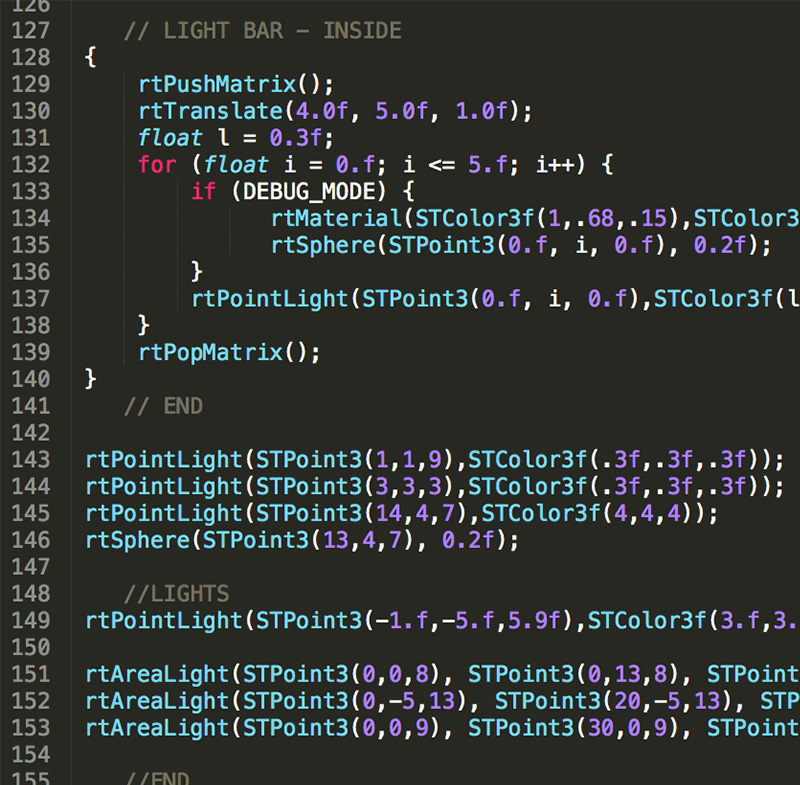 126
127 // LIGHT BAR – INSIDE
128 {
129 rtPushMatrix();
130 rtTranslate(4.0f, 5.0f, 1.0f);
131 float l = 0.3f;
132 for (float i = 0.f; i <= 5.f; i++) {
133 if (DEBUG_MODE) {
134 rtMaterial(STColor3f(1,.68,.15),STColor3
135 rtSphere(STPoint3(0.f, i, 0.f), 0.2f);
136 }
137 rtPointLight(STPoint3(0.f, i, 0.f),STColor3f(l
138 }
139 rtPopMatrix();
140 }
141 // END
142
143 rtPointLight(STPoint3(1,1,9),STColor3f(.3f,.3f,.3f));
144 rtPointLight(STPoint3(3,3,3),STColor3f(.3f,.3f,.3f));
145 rtPointLight(STPoint3(14,4,7),STColor3f(4,4,4));
146 rtSphere(STPoint3(13,4,7), 0.2f);
147
148 //LIGHTS
149 rtPointLight(STPoint3(-1.f,-5.f,5.9f),STColor3f(3.f,3.
150
151 rtAreaLight(STPoint3(0,0,8), STPoint3(0,13,8), STPoint
152 rtAreaLight(STPoint3(0,-5,13), STPoint3(20,-5,13), STP
153 rtAreaLight(STPoint3(0,0,9), STPoint3(30,0,9), STPoint
154
155 //END